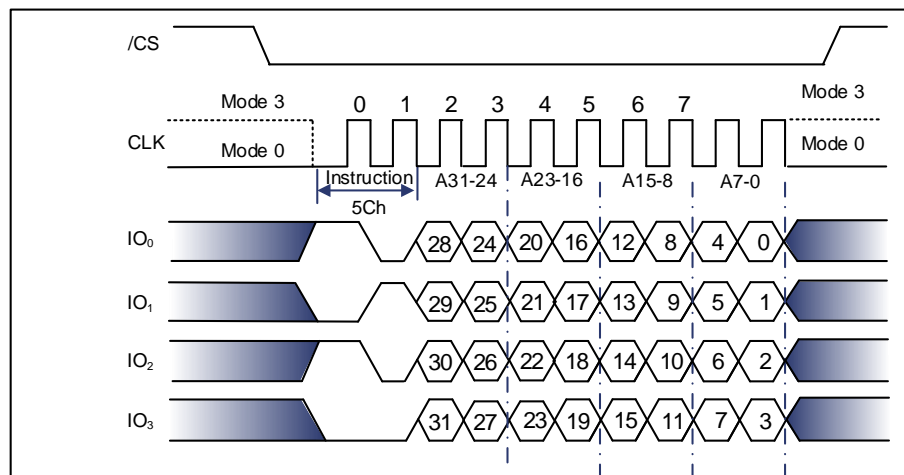 /CS
Mode 3 0 1 2 3 4 5 6 7 Mode 3
CLK Mode 0 Mode 0
Instruction A31-24 A23-16 A15-8 A7-0
5Ch
IO₀ 28 24 20 16 12 8 4 0
IO₁ 29 25 21 17 13 9 5 1
IO₂ 30 26 22 18 14 10 6 2
IO₃ 31 27 23 19 15 11 7 3